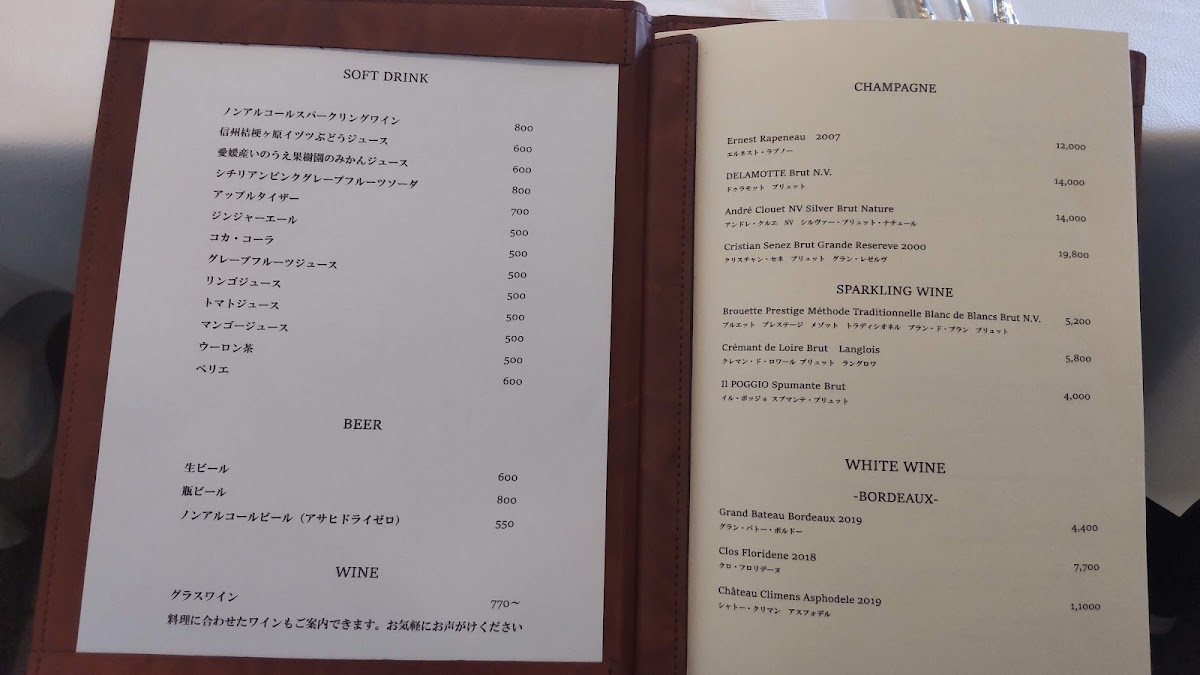 SOFT DRINK
ノンアルコールスパークリングワイン 800
信州桔梗ヶ原イヅツぶどうジュース 600
愛媛産いのうえ果樹園のみかんジュース 600
シチリアンピンクグレープフルーツソーダ 800
アップルタイザー 700
ジンジャーエール 500
コカ・コーラ 500
グレープフルーツジュース 500
リンゴジュース 500
トマトジュース 500
マンゴージュース 500
ウーロン茶 500
ペリエ 600
BEER
生ビール 600
瓶ビール 800
ノンアルコールビール（アサヒドライゼロ） 550
WINE
グラスワイン 770～
料理に合わせたワインもご案内できます。お気軽にお声がけください
CHAMPAGNE
Ernest Rapeneau 2007 12,000
エルネスト・ラプノー
DELAMOTTE Brut N.V. 14,000
ドゥラモット ブリュット
André Clouet NV Silver Brut Nature 14,000
アンドレ・クルエ NV シルヴァー・ブリュット・ナチュール
Cristian Senez Brut Grande Resereve 2000 19,800
クリスチャン・セネ ブリュット グラン・レゼルヴ
SPARKLING WINE
Brouette Prestige Méthode Traditionnelle Blanc de Blancs Brut N.V. 5,200
ブルエット プレステージ メゾット トラディシオネル ブラン・ド・ブラン ブリュット
Crémant de Loire Brut Langlois 5,800
クレマン・ド・ロワール ブリュット ラングロワ
Il POGGIO Spumante Brut 4,000
イル・ポッジョ スプマンテ・ブリュット
WHITE WINE
-BORDEAUX-
Grand Bateau Bordeaux 2019 4,400
グラン・バトー・ボルドー
Clos Floridene 2018 7,700
クロ・フロリデーヌ
Château Climens Asphodele 2019 1,1000
シャトー・クリマン アスフォデル